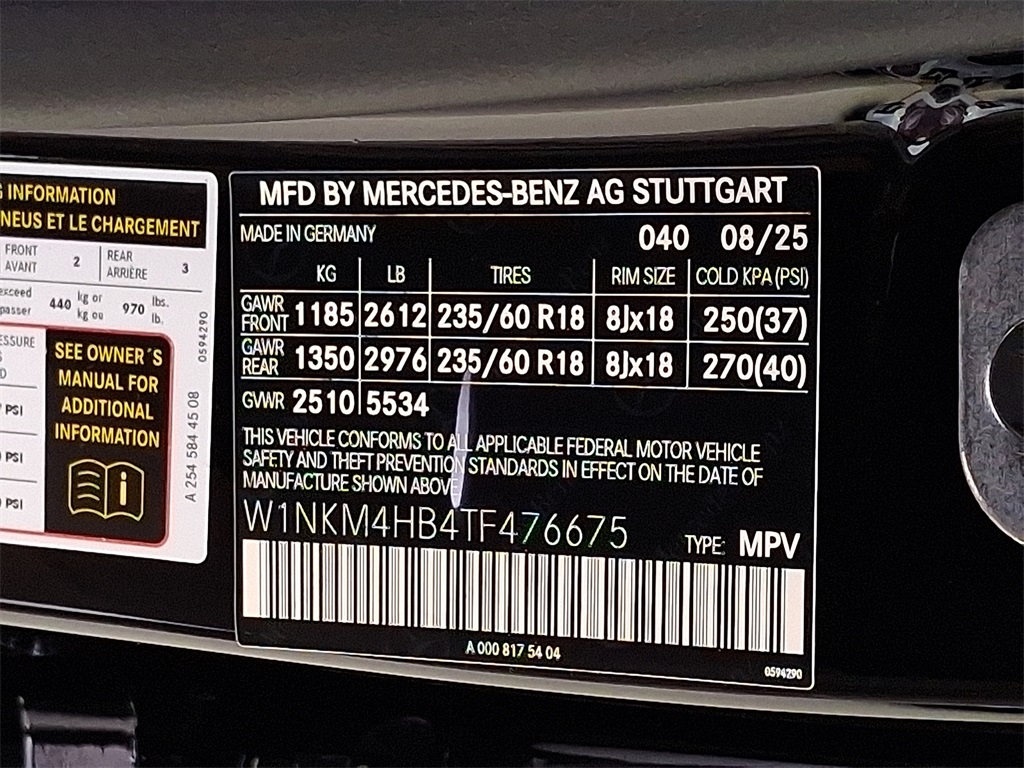 G INFORMATION
NEUS ET LE CHARGEMENT
FRONT
AVANT 2 REAR
ARRIÈRE 3
exceed
passer 440 kg or
kg ou 970 lbs.
lb.
ESSURE
D
PSI
PSI
PSI
SEE OWNER´S
MANUAL FOR
ADDITIONAL
INFORMATION
i
0594290
A 254 584 45 08
MFD BY MERCEDES-BENZ AG STUTTGART
MADE IN GERMANY 040 08/25
KG LB TIRES RIM SIZE COLD KPA (PSI)
GAWR
FRONT 1185 2612 235/60 R18 8Jx18 250(37)
GAWR
REAR 1350 2976 235/60 R18 8Jx18 270(40)
GVWR 2510 5534
THIS VEHICLE CONFORMS TO ALL APPLICABLE FEDERAL MOTOR VEHICLE
SAFETY AND THEFT PREVENTION STANDARDS IN EFFECT ON THE DATE OF
MANUFACTURE SHOWN ABOVE
W1NKM4HB4TF476675 TYPE: MPV
A 000 817 54 04
0594290